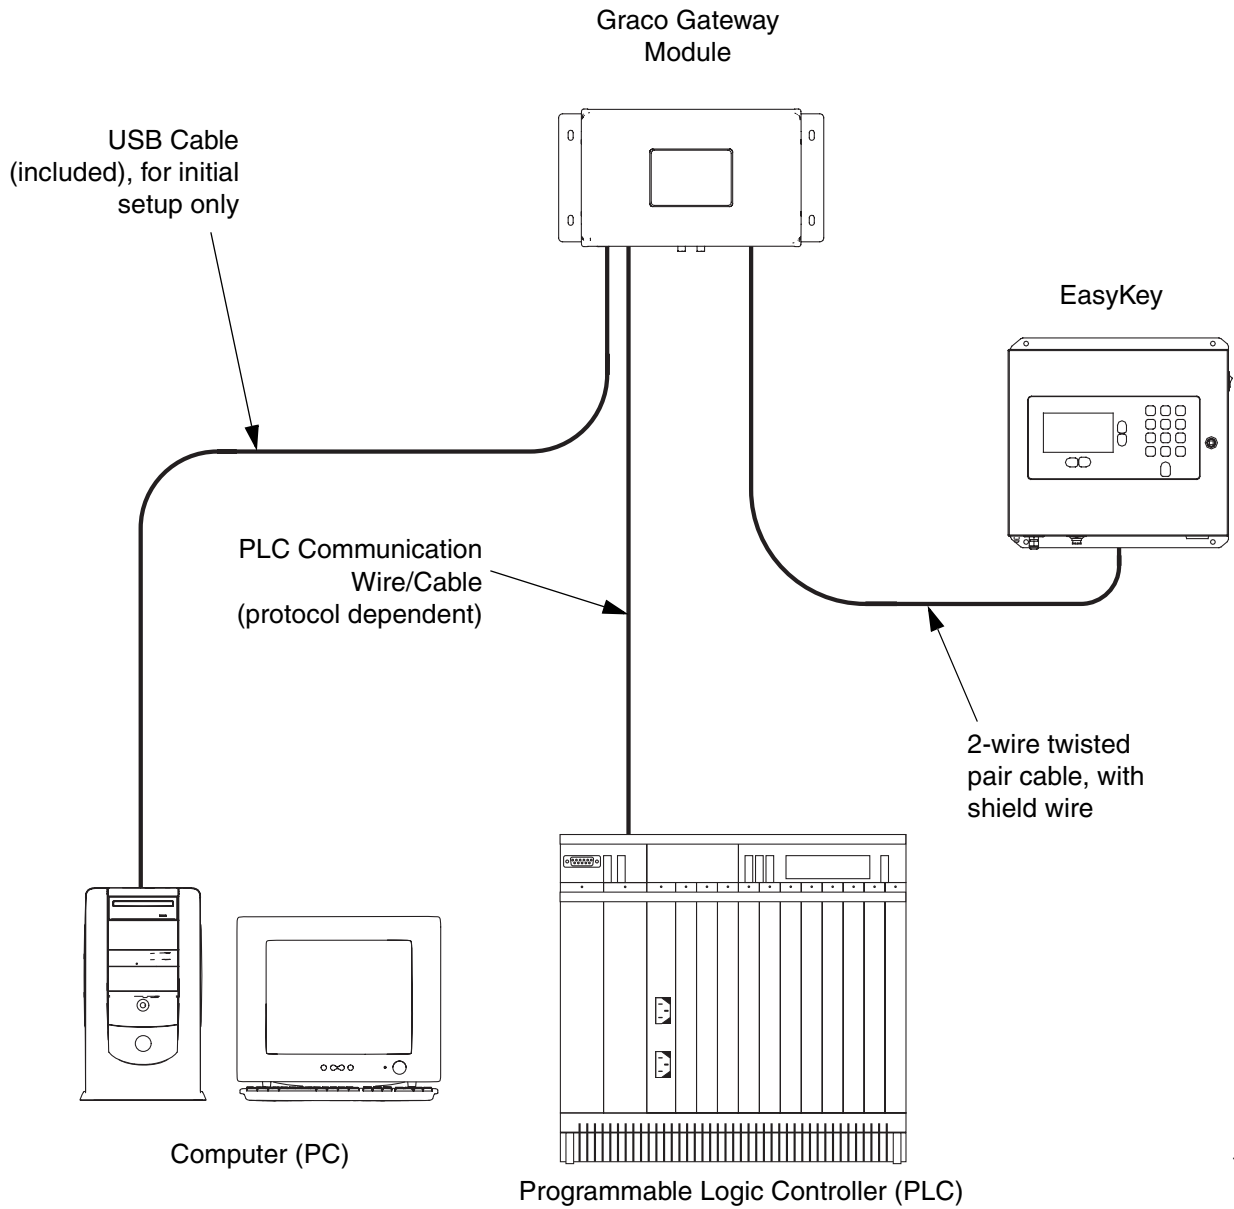 Graco Gateway
Module
USB Cable
(included), for initial
setup only
EasyKey
PLC Communication
Wire/Cable
(protocol dependent)
2-wire twisted
pair cable, with
shield wire
Computer (PC)
Programmable Logic Controller (PLC)